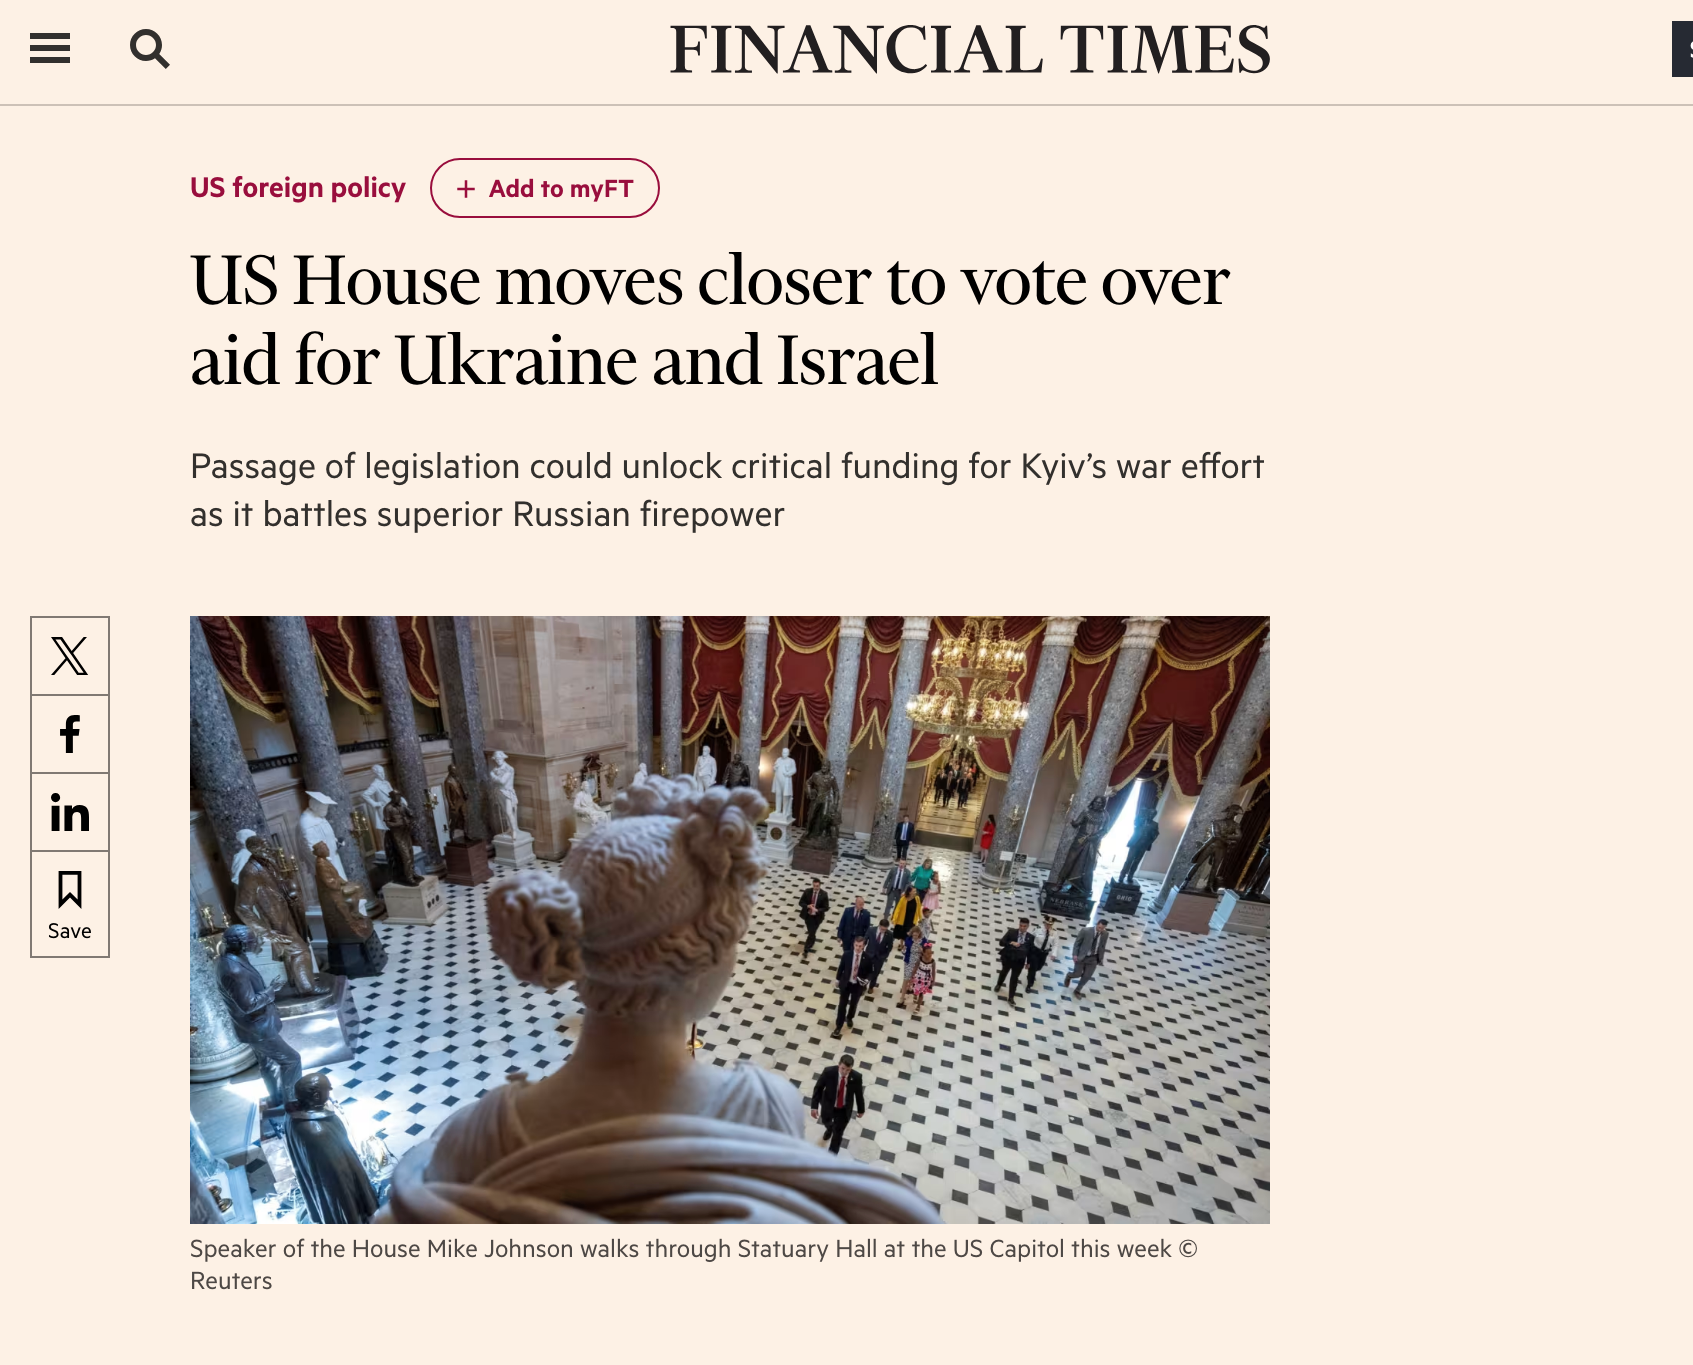 FINANCIAL TIMES
US foreign policy
+ Add to myFT
US House moves closer to vote over
aid for Ukraine and Israel
Passage of legislation could unlock critical funding for Kyiv’s war effort
as it battles superior Russian firepower
Save
NEBRASKA
Speaker of the House Mike Johnson walks through Statuary Hall at the US Capitol this week ©
Reuters